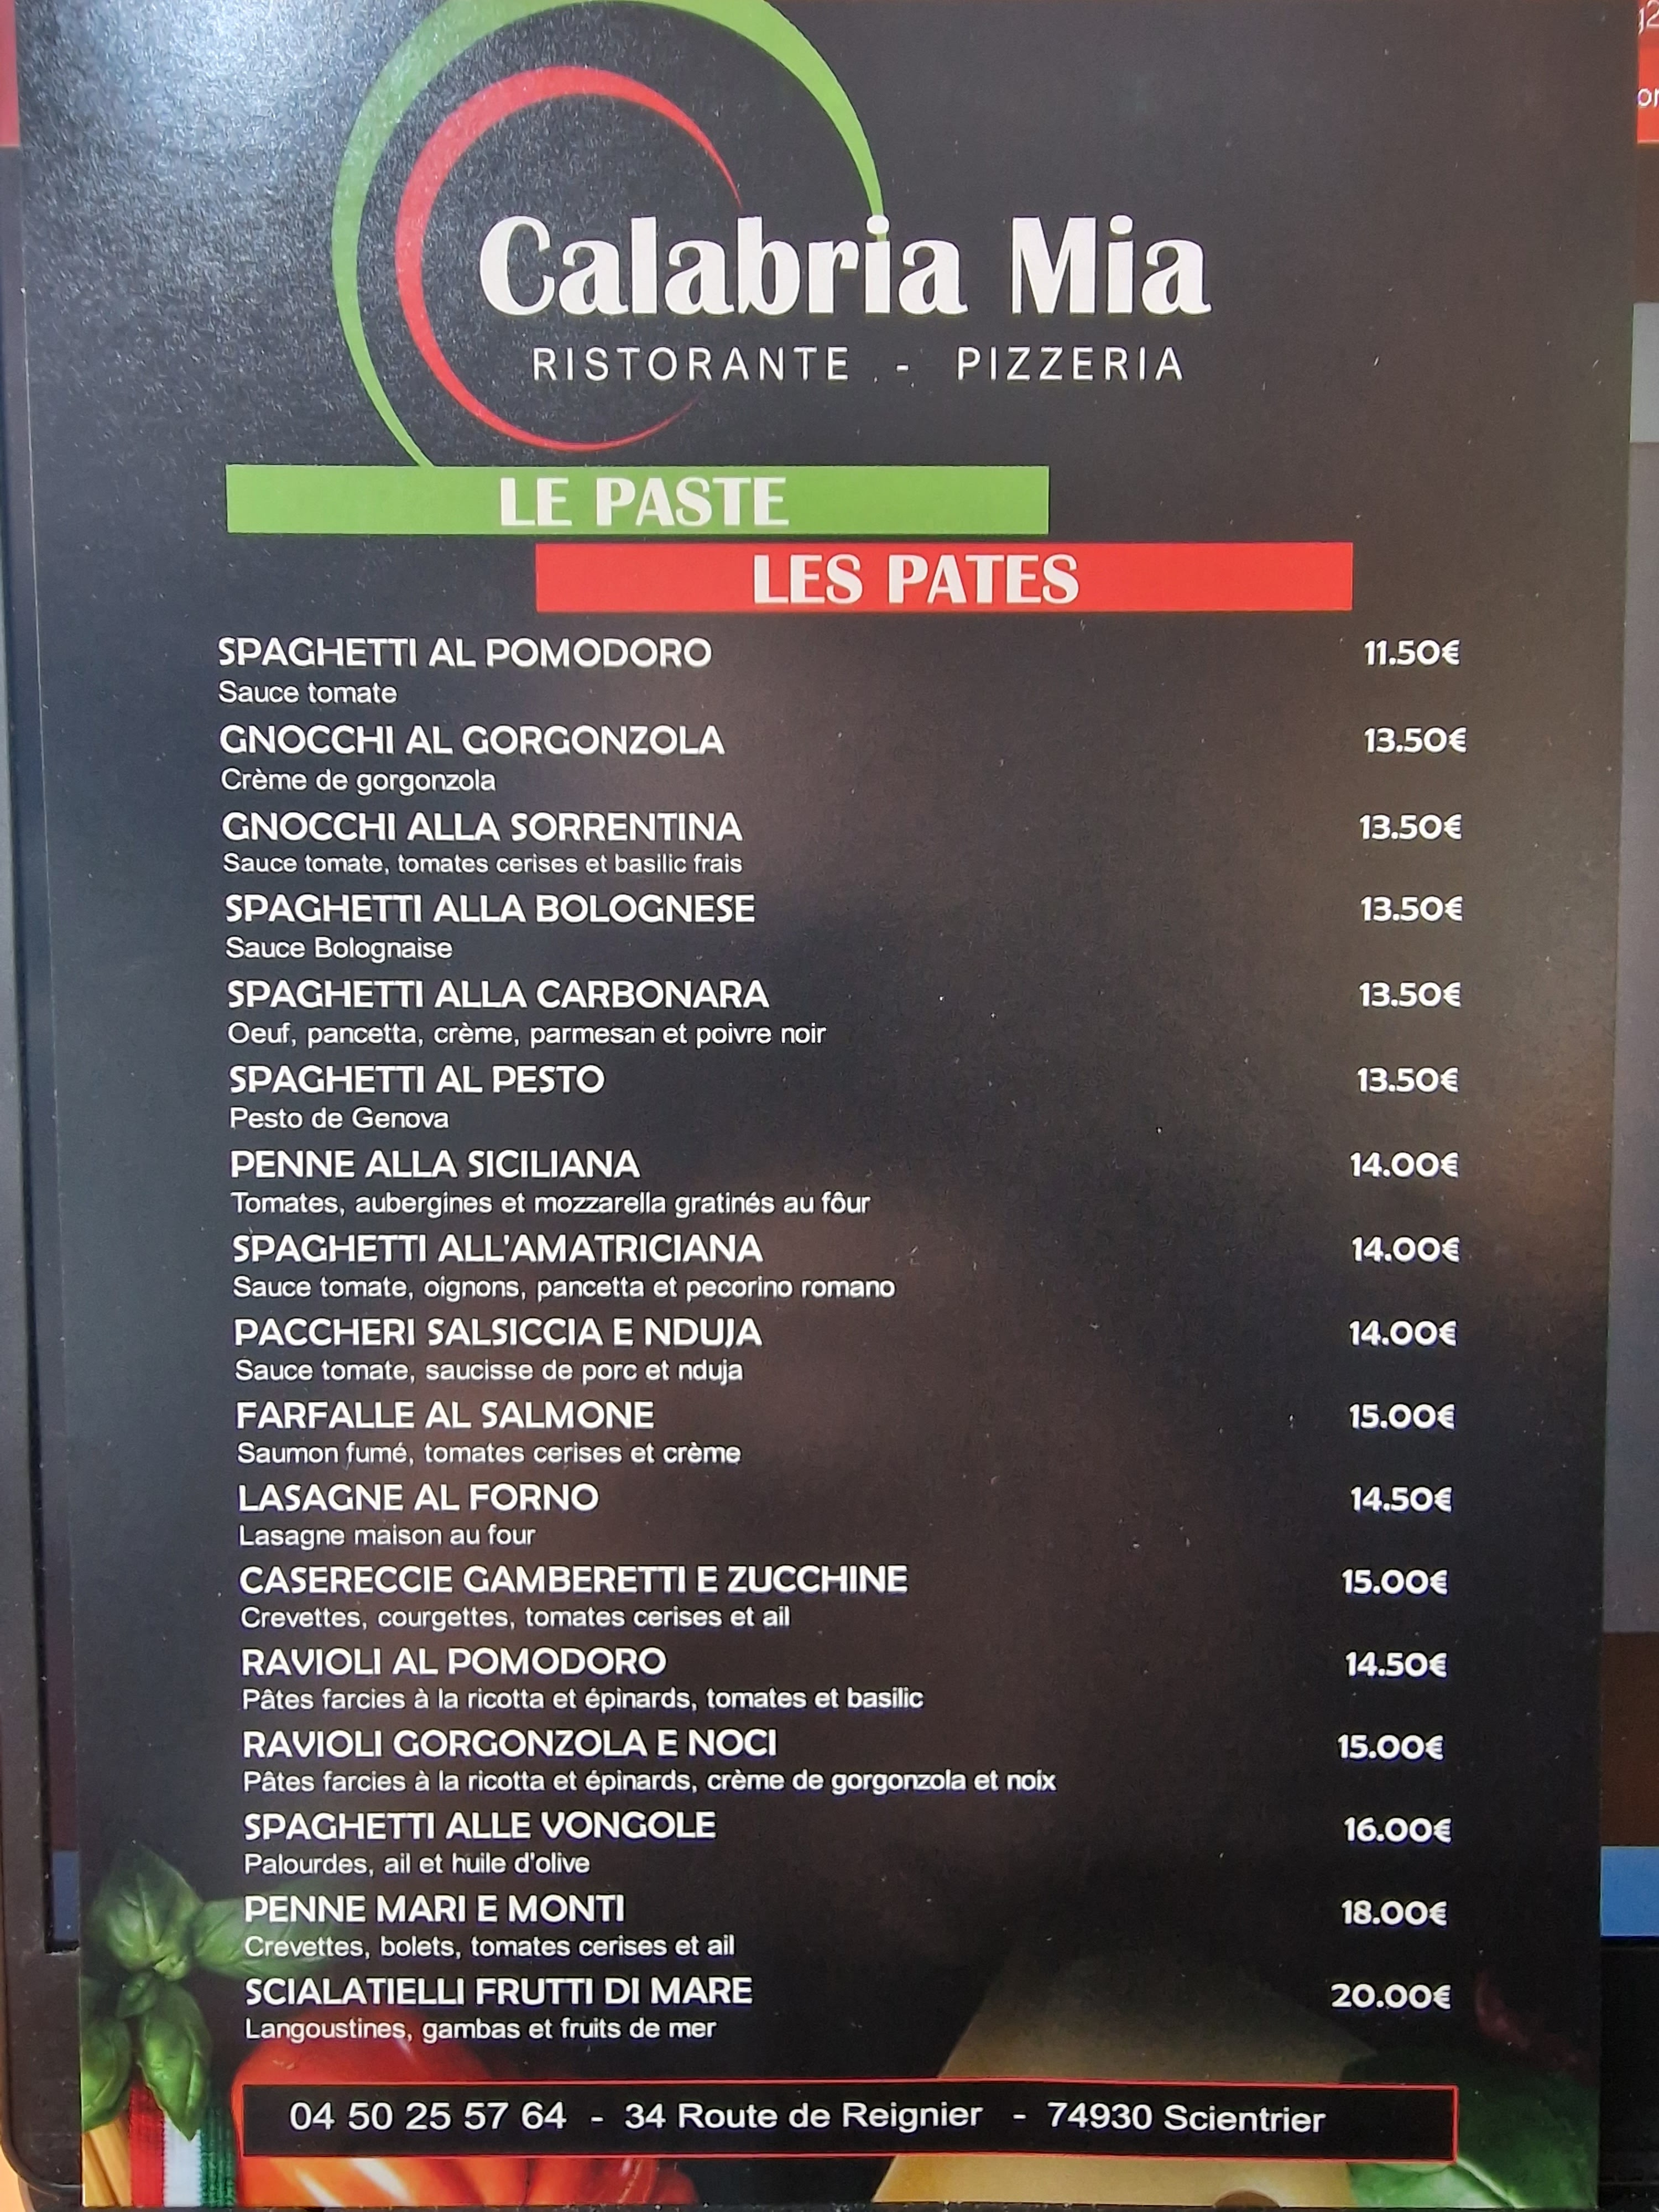 Calabria Mia
RISTORANTE - PIZZERIA
LE PASTE
LES PATES
SPAGHETTI AL POMODORO 11.50€
Sauce tomate
GNOCCHI AL GORGONZOLA 13.50€
Crème de gorgonzola
GNOCCHI ALLA SORRENTINA 13.50€
Sauce tomate, tomates cerises et basilic frais
SPAGHETTI ALLA BOLOGNESE 13.50€
Sauce Bolognaise
SPAGHETTI ALLA CARBONARA 13.50€
Oeuf, pancetta, crème, parmesan et poivre noir
SPAGHETTI AL PESTO 13.50€
Pesto de Genova
PENNE ALLA SICILIANA 14.00€
Tomates, aubergines et mozzarella gratinés au fôur
SPAGHETTI ALL'AMATRICIANA 14.00€
Sauce tomate, oignons, pancetta et pecorino romano
PACCHERI SALSICCIA E NDUJA 14.00€
Sauce tomate, saucisse de porc et nduja
FARFALLE AL SALMONE 15.00€
Saumon fumé, tomates cerises et crème
LASAGNE AL FORNO 14.50€
Lasagne maison au four
CASERECCIE GAMBERETTI E ZUCCHINE 15.00€
Crevettes, courgettes, tomates cerises et ail
RAVIOLI AL POMODORO 14.50€
Pâtes farcies à la ricotta et épinards, tomates et basilic
RAVIOLI GORGONZOLA E NOCI 15.00€
Pâtes farcies à la ricotta et épinards, crème de gorgonzola et noix
SPAGHETTI ALLE VONGOLE 16.00€
Palourdes, ail et huile d'olive
PENNE MARI E MONTI 18.00€
Crevettes, bolets, tomates cerises et ail
SCIALATIELLI FRUTTI DI MARE 20.00€
Langoustines, gambas et fruits de mer
04 50 25 57 64 - 34 Route de Reignier - 74930 Scientrier